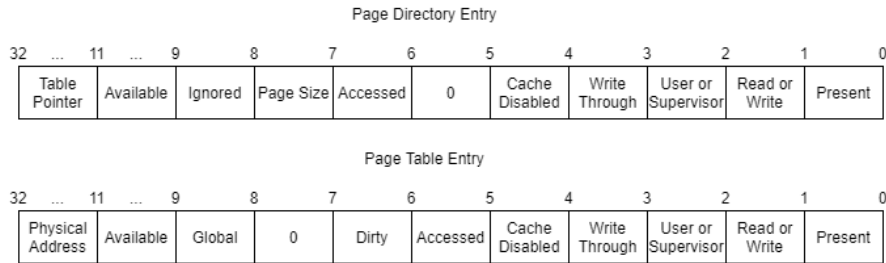 Page Directory Entry
32 ... 11 ... 9 8 7 6 5 4 3 2 1 0
Table Pointer Available Ignored Page Size Accessed 0 Cache Disabled Write Through User or Supervisor Read or Write Present
Page Table Entry
32 ... 11 ... 9 8 7 6 5 4 3 2 1 0
Physical Address Available Global 0 Dirty Accessed Cache Disabled Write Through User or Supervisor Read or Write Present